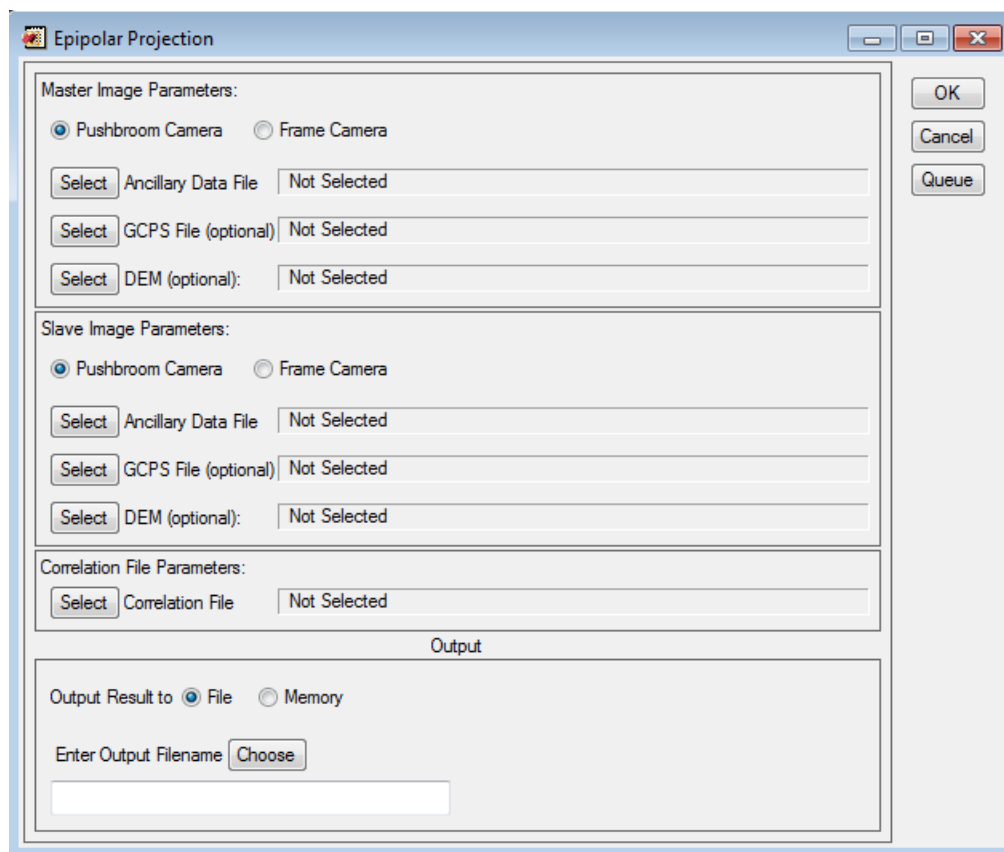 Epipolar Projection
Master Image Parameters:
Pushbroom Camera Frame Camera
Select Ancillary Data File Not Selected
Select GCPS File (optional) Not Selected
Select DEM (optional): Not Selected
Slave Image Parameters:
Pushbroom Camera Frame Camera
Select Ancillary Data File Not Selected
Select GCPS File (optional) Not Selected
Select DEM (optional): Not Selected
Correlation File Parameters:
Select Correlation File Not Selected
Output
Output Result to File Memory
Enter Output Filename Choose
OK
Cancel
Queue